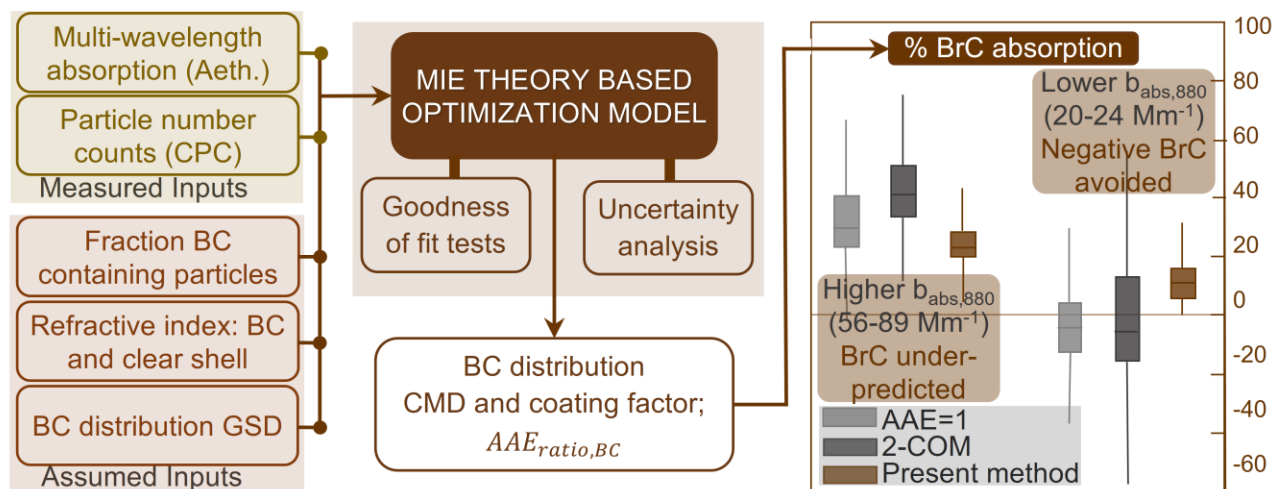 Multi-wavelength
absorption (Aeth.)
Particle number
counts (CPC)
Measured Inputs
Fraction BC
containing particles
Refractive index: BC
and clear shell
BC distribution GSD
Assumed Inputs
MIE THEORY BASED
OPTIMIZATION MODEL
Goodness
of fit tests
Uncertainty
analysis
BC distribution
CMD and coating factor;
AAE_ratio,BC
% BrC absorption
Lower b_abs,880
(20-24 Mm⁻¹)
Negative BrC
avoided
Higher b_abs,880
(56-89 Mm⁻¹)
BrC under-
predicted
AAE=1
2-COM
Present method
100
80
60
40
20
0
-20
-40
-60